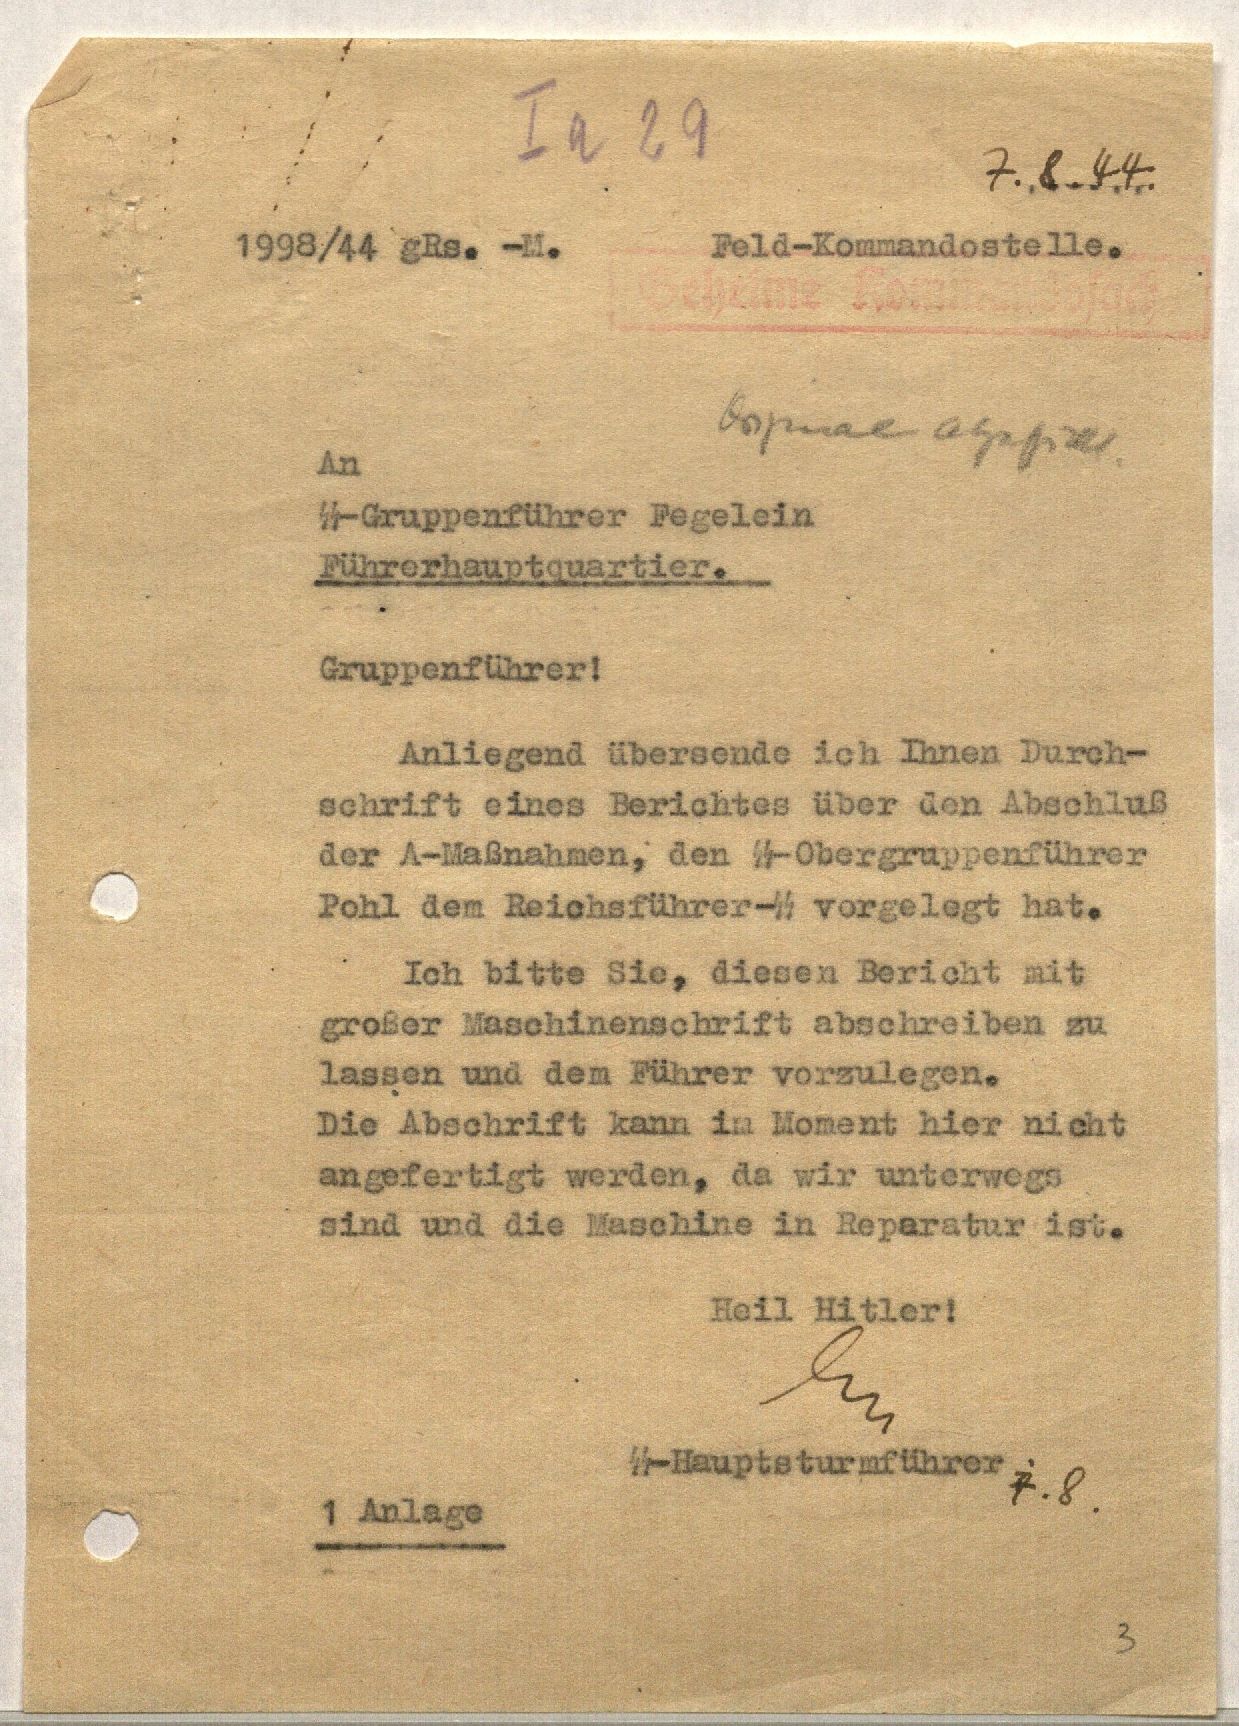 Ia 29
7.8.44.
1998/44 gRs. -M. Feld-Kommandostelle.
Geheime Kommandosache
Original
An
ᛋᛋ-Gruppenführer Fegelein
Führerhauptquartier.
Gruppenführer!
Anliegend übersende ich Ihnen Durch-
schrift eines Berichtes über den Abschluß
der A-Maßnahmen, den ᛋᛋ-Obergruppenführer
Pohl dem Reichsführer-ᛋᛋ vorgelegt hat.
Ich bitte Sie, diesen Bericht mit
großer Maschinenschrift abschreiben zu
lassen und dem Führer vorzulegen.
Die Abschrift kann im Moment hier nicht
angefertigt werden, da wir unterwegs
sind und die Maschine in Reparatur ist.
Heil Hitler!
ᛋᛋ-Hauptsturmführer
7.8.
1 Anlage
3